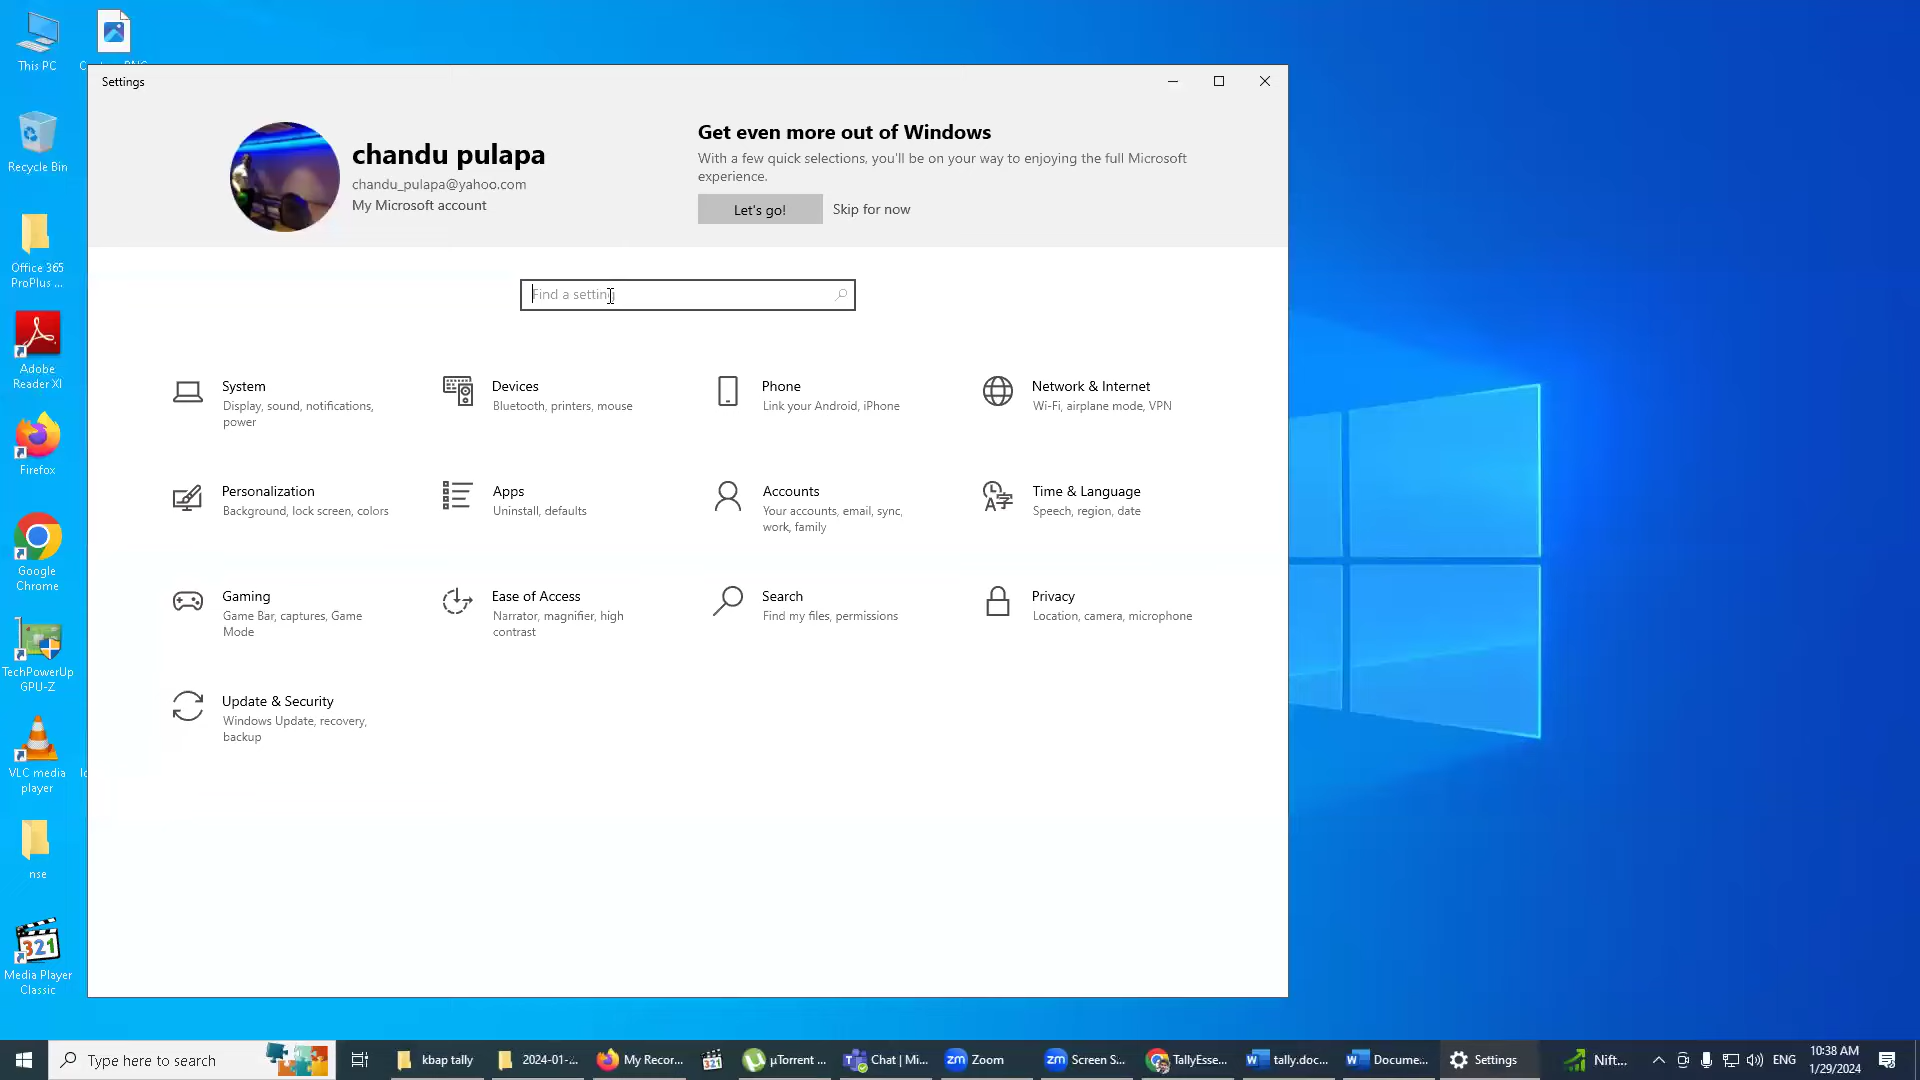 This PC
Recycle Bin
Office 365
ProPlus ...
Adobe
Reader XI
Firefox
Google
Chrome
TechPowerUp
GPU-Z
VLC media
player
nse
Media Player
Classic
Settings
chandu pulapa
chandu_pulapa@yahoo.com
My Microsoft account
Get even more out of Windows
With a few quick selections, you'll be on your way to enjoying the full Microsoft
experience.
Let's go!
Skip for now
Find a setting
System
Display, sound, notifications,
power
Devices
Bluetooth, printers, mouse
Phone
Link your Android, iPhone
Network & Internet
Wi-Fi, airplane mode, VPN
Personalization
Background, lock screen, colors
Apps
Uninstall, defaults
Accounts
Your accounts, email, sync,
work, family
Time & Language
Speech, region, date
Gaming
Game Bar, captures, Game
Mode
Ease of Access
Narrator, magnifier, high
contrast
Search
Find my files, permissions
Privacy
Location, camera, microphone
Update & Security
Windows Update, recovery,
backup
Type here to search
kbap tally
2024-01-...
My Recor...
µTorrent ...
Chat | Mi...
Zoom
Screen S...
TallyEsse...
tally.doc...
Docume...
Settings
Nift...
ENG
10:38 AM
1/29/2024